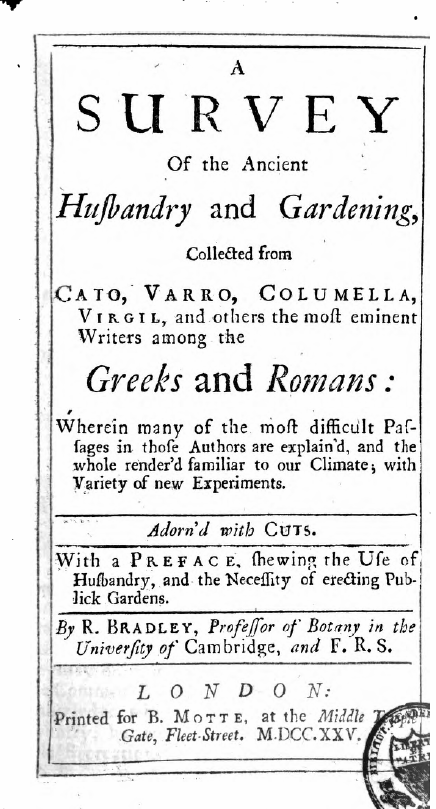 A
SURVEY
Of the Ancient
Huſbandry and Gardening,
Collected from
CATO, VARRO, COLUMELLA,
VIRGIL, and others the moſt eminent
Writers among the
Greeks and Romans:
Wherein many of the moſt difficult Paſ-
ſages in thoſe Authors are explain'd, and the
whole render'd familiar to our Climate; with
Variety of new Experiments.
Adorn'd with CUTS.
With a PREFACE, ſhewing the Uſe of
Huſbandry, and the Neceſſity of erecting Pub-
lick Gardens.
By R. BRADLEY, Profeſſor of Botany in the
Univerſity of Cambridge, and F. R. S.
LONDON:
Printed for B. MOTTE, at the Middle
Gate, Fleet-Street. M.DCC.XXV.